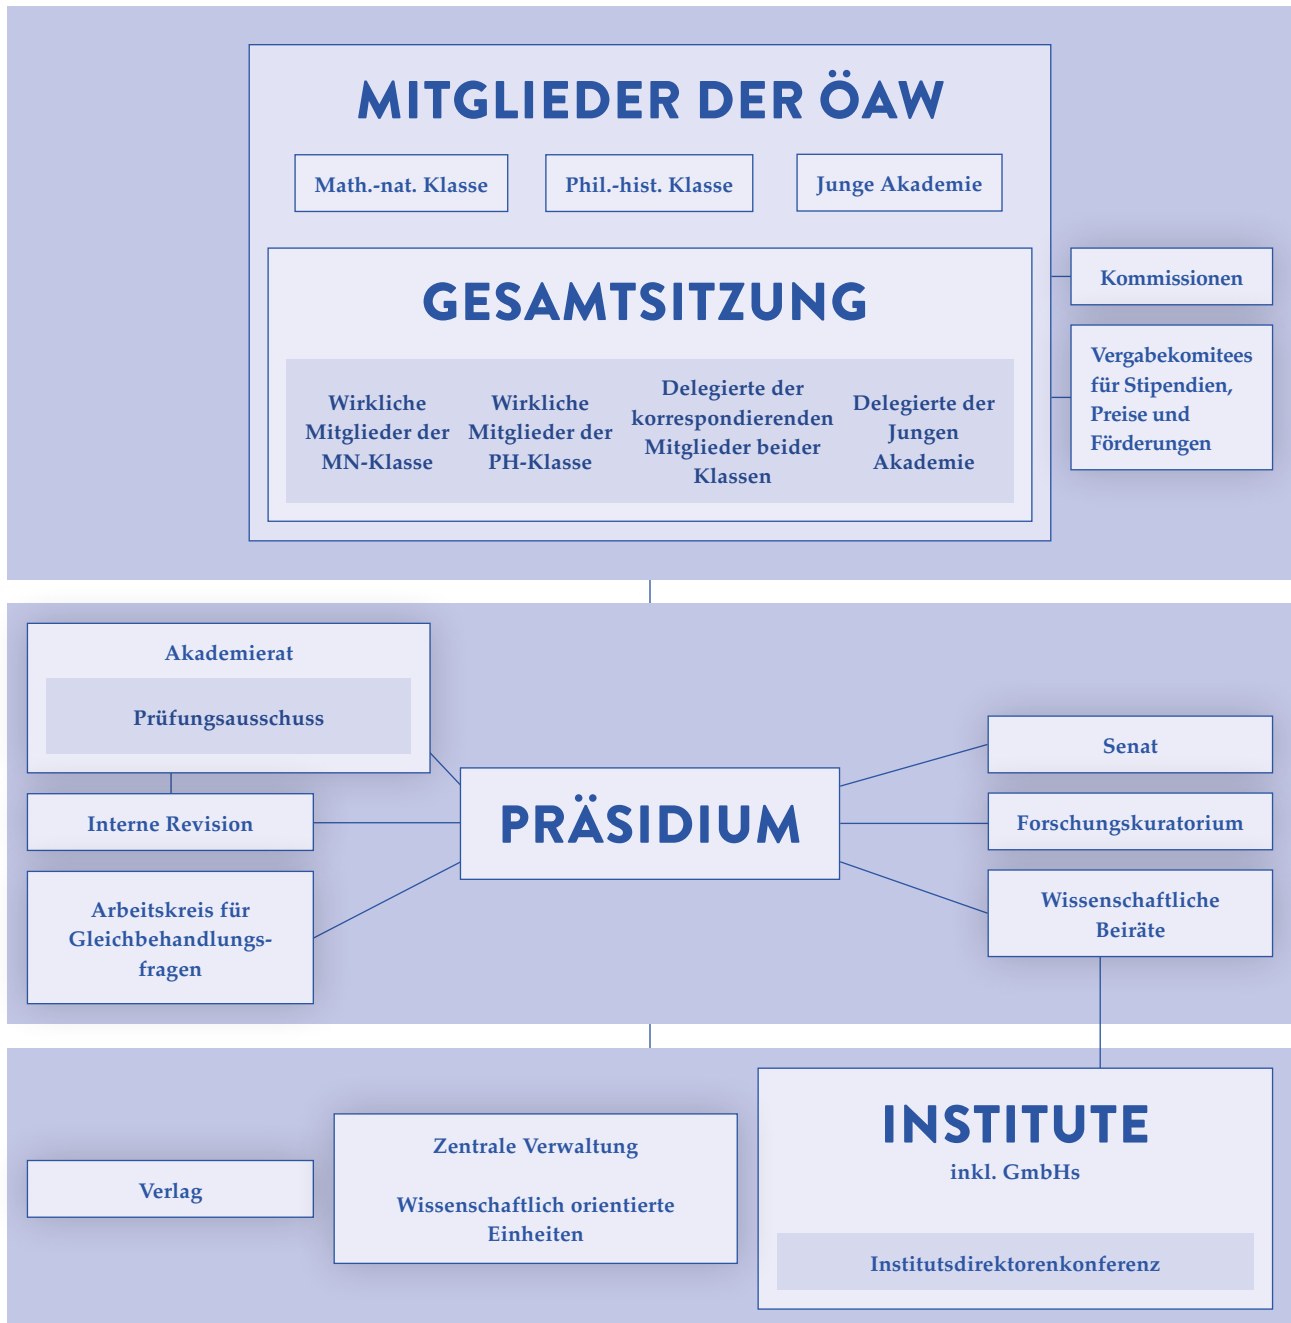 MITGLIEDER DER ÖAW
Math.-nat. Klasse
Phil.-hist. Klasse
Junge Akademie
GESAMTSITZUNG
Wirkliche
Mitglieder der
MN-Klasse
Wirkliche
Mitglieder der
PH-Klasse
Delegierte der
korrespondierenden
Mitglieder beider
Klassen
Delegierte der
Jungen
Akademie
Kommissionen
Vergabekomitees
für Stipendien,
Preise und
Förderungen
Akademierat
Prüfungsausschuss
Interne Revision
Arbeitskreis für
Gleichbehandlungs-
fragen
PRÄSIDIUM
Senat
Forschungskuratorium
Wissenschaftliche
Beiräte
Verlag
Zentrale Verwaltung
Wissenschaftlich orientierte
Einheiten
INSTITUTE
inkl. GmbHs
Institutsdirektorenkonferenz